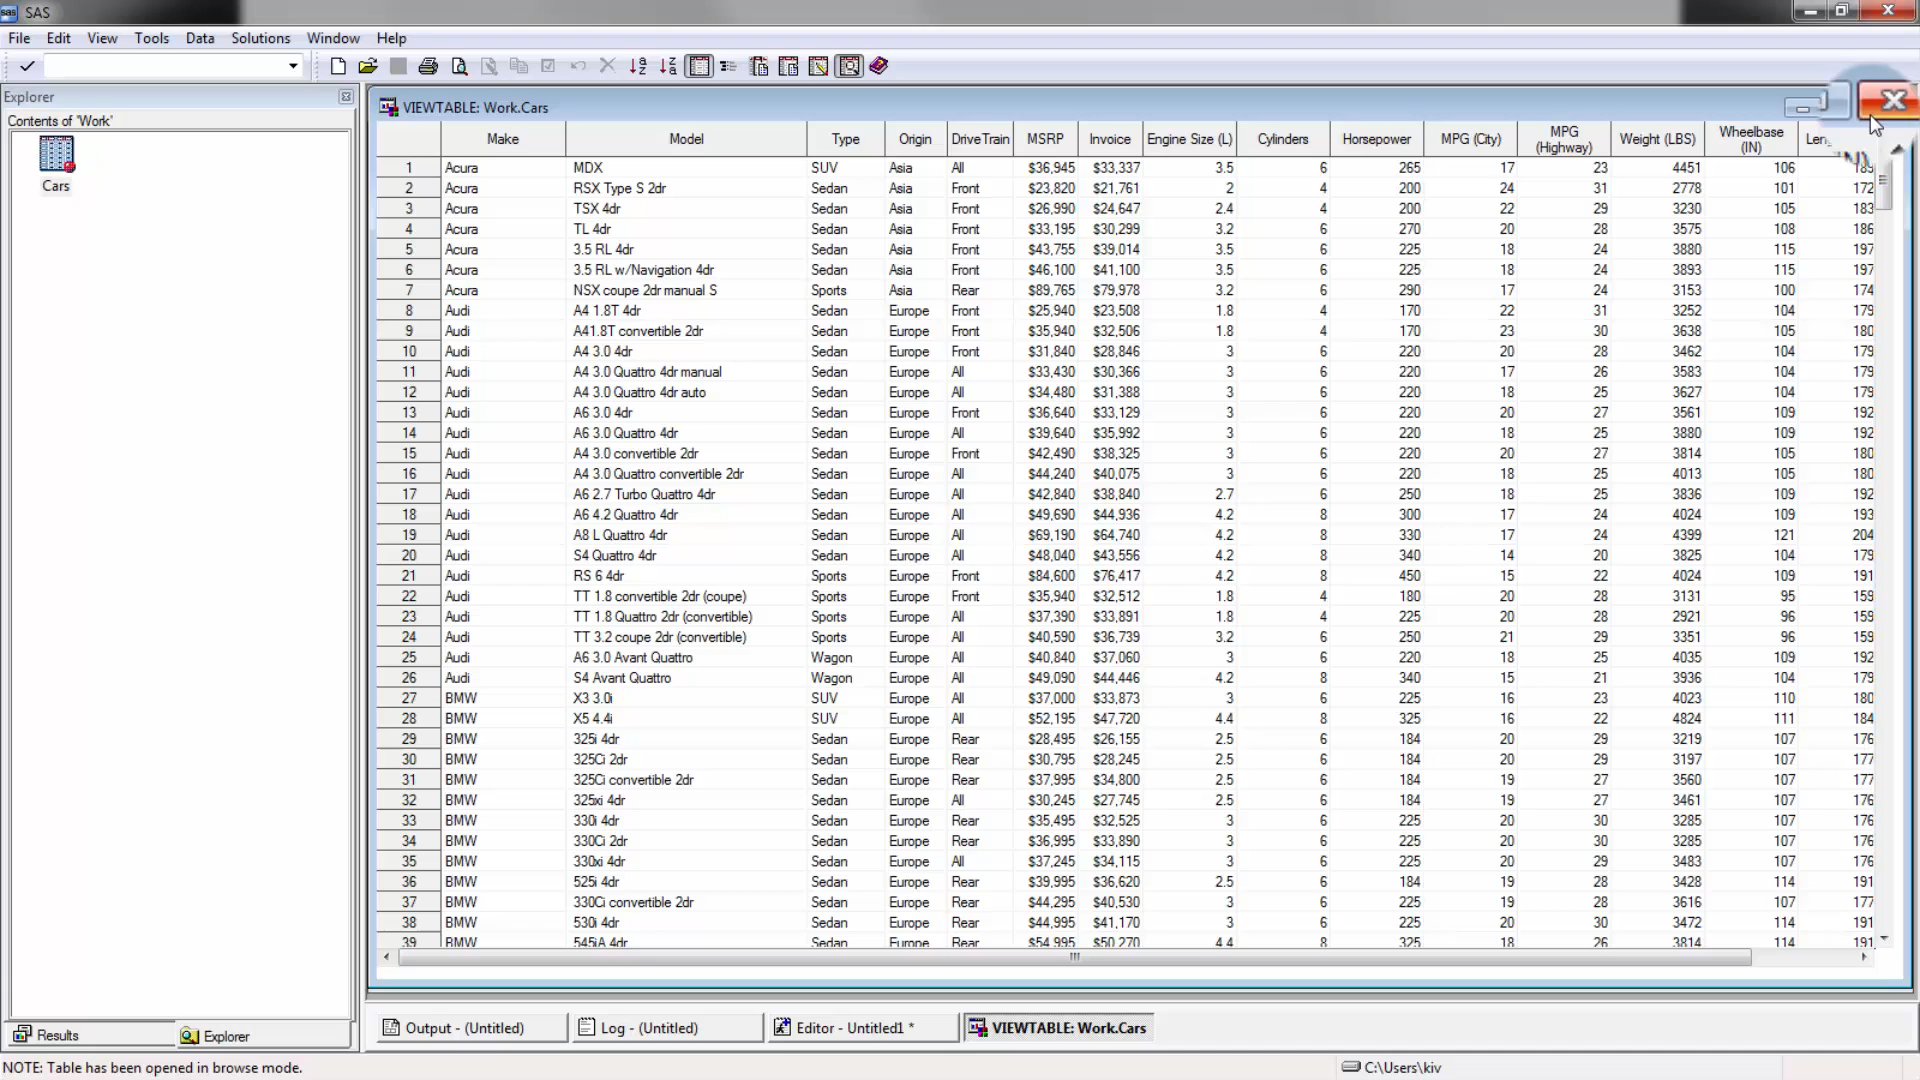 SAS
File Edit View Tools Data Solutions Window Help
Explorer
Contents of 'Work'
Cars
VIEWTABLE: Work.Cars
Make Model Type Origin DriveTrain MSRP Invoice Engine Size (L) Cylinders Horsepower MPG (City) MPG (Highway) Weight (LBS) Wheelbase (IN)
1 Acura MDX SUV Asia All $36,945 $33,337 3.5 6 265 17 23 4451 106 189
2 Acura RSX Type S 2dr Sedan Asia Front $23,820 $21,761 2 4 200 24 31 2778 101 172
3 Acura TSX 4dr Sedan Asia Front $26,990 $24,647 2.4 4 200 22 29 3230 105 183
4 Acura TL 4dr Sedan Asia Front $33,195 $30,299 3.2 6 270 20 28 3575 108 186
5 Acura 3.5 RL 4dr Sedan Asia Front $43,755 $39,014 3.5 6 225 18 24 3880 115 197
6 Acura 3.5 RL w/Navigation 4dr Sedan Asia Front $46,100 $41,100 3.5 6 225 18 24 3893 115 197
7 Acura NSX coupe 2dr manual S Sports Asia Rear $89,765 $79,978 3.2 6 290 17 24 3153 100 174
8 Audi A4 1.8T 4dr Sedan Europe Front $25,940 $23,508 1.8 4 170 22 31 3252 104 179
9 Audi A41.8T convertible 2dr Sedan Europe Front $35,940 $32,506 1.8 4 170 23 30 3638 105 180
10 Audi A4 3.0 4dr Sedan Europe Front $31,840 $28,846 3 6 220 20 28 3462 104 179
11 Audi A4 3.0 Quattro 4dr manual Sedan Europe All $33,430 $30,366 3 6 220 17 26 3583 104 179
12 Audi A4 3.0 Quattro 4dr auto Sedan Europe All $34,480 $31,388 3 6 220 18 25 3627 104 179
13 Audi A6 3.0 4dr Sedan Europe Front $36,640 $33,129 3 6 220 20 27 3561 109 192
14 Audi A6 3.0 Quattro 4dr Sedan Europe All $39,640 $35,992 3 6 220 18 25 3880 109 192
15 Audi A4 3.0 convertible 2dr Sedan Europe Front $42,490 $38,325 3 6 220 20 27 3814 105 180
16 Audi A4 3.0 Quattro convertible 2dr Sedan Europe All $44,240 $40,075 3 6 220 18 25 4013 105 180
17 Audi A6 2.7 Turbo Quattro 4dr Sedan Europe All $42,840 $38,840 2.7 6 250 18 25 3836 109 192
18 Audi A6 4.2 Quattro 4dr Sedan Europe All $49,690 $44,936 4.2 8 300 17 24 4024 109 193
19 Audi A8 L Quattro 4dr Sedan Europe All $69,190 $64,740 4.2 8 330 17 24 4399 121 204
20 Audi S4 Quattro 4dr Sedan Europe All $48,040 $43,556 4.2 8 340 14 20 3825 104 179
21 Audi RS 6 4dr Sports Europe Front $84,600 $76,417 4.2 8 450 15 22 4024 109 191
22 Audi TT 1.8 convertible 2dr (coupe) Sports Europe Front $35,940 $32,512 1.8 4 180 20 28 3131 95 159
23 Audi TT 1.8 Quattro 2dr (convertible) Sports Europe All $37,390 $33,891 1.8 4 225 20 28 2921 96 159
24 Audi TT 3.2 coupe 2dr (convertible) Sports Europe All $40,590 $36,739 3.2 6 250 21 29 3351 96 159
25 Audi A6 3.0 Avant Quattro Wagon Europe All $40,840 $37,060 3 6 220 18 25 4035 109 192
26 Audi S4 Avant Quattro Wagon Europe All $49,090 $44,446 4.2 8 340 15 21 3936 104 179
27 BMW X3 3.0i SUV Europe All $37,000 $33,873 3 6 225 16 23 4023 110 180
28 BMW X5 4.4i SUV Europe All $52,195 $47,720 4.4 8 325 16 22 4824 111 184
29 BMW 325i 4dr Sedan Europe Rear $28,495 $26,155 2.5 6 184 20 29 3219 107 176
30 BMW 325Ci 2dr Sedan Europe Rear $30,795 $28,245 2.5 6 184 20 29 3197 107 177
31 BMW 325Ci convertible 2dr Sedan Europe Rear $37,995 $34,800 2.5 6 184 19 27 3560 107 177
32 BMW 325xi 4dr Sedan Europe All $30,245 $27,745 2.5 6 184 19 27 3461 107 176
33 BMW 330i 4dr Sedan Europe Rear $35,495 $32,525 3 6 225 20 30 3285 107 176
34 BMW 330Ci 2dr Sedan Europe Rear $36,995 $33,890 3 6 225 20 30 3285 107 176
35 BMW 330xi 4dr Sedan Europe All $37,245 $34,115 3 6 225 20 29 3483 107 176
36 BMW 525i 4dr Sedan Europe Rear $39,995 $36,620 2.5 6 184 19 28 3428 114 191
37 BMW 330Ci convertible 2dr Sedan Europe Rear $44,295 $40,530 3 6 225 19 28 3616 107 177
38 BMW 530i 4dr Sedan Europe Rear $44,995 $41,170 3 6 225 20 30 3472 114 191
39 BMW 545iA 4dr Sedan Europe Rear $54,995 $50,270 4.4 8 325 18 26 3814 114 191
Results Explorer
Output - (Untitled) Log - (Untitled) Editor - Untitled1 * VIEWTABLE: Work.Cars
NOTE: Table has been opened in browse mode.
C:\Users\kiv